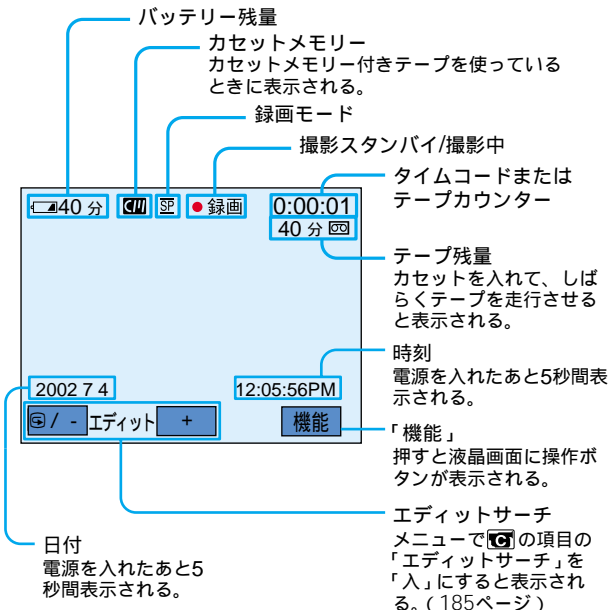 バッテリー残量
カセットメモリー
カセットメモリー付きテープを使っている
ときに表示される。
録画モード
撮影スタンバイ/撮影中
タイムコードまたは
テープカウンター
40 分
SP
録画
0:00:01
40 分
テープ残量
カセットを入れて、しば
らくテープを走行させる
と表示される。
時刻
電源を入れたあと5秒間表
示される。
2002 7 4
12:05:56PM
/ -
エディット
+
機能
「機能」
押すと液晶画面に操作ボ
タンが表示される。
エディットサーチ
メニューでの項目の
「エディットサーチ」を
「入」にすると表示され
る。(185ページ)
日付
電源を入れたあと5
秒間表示される。